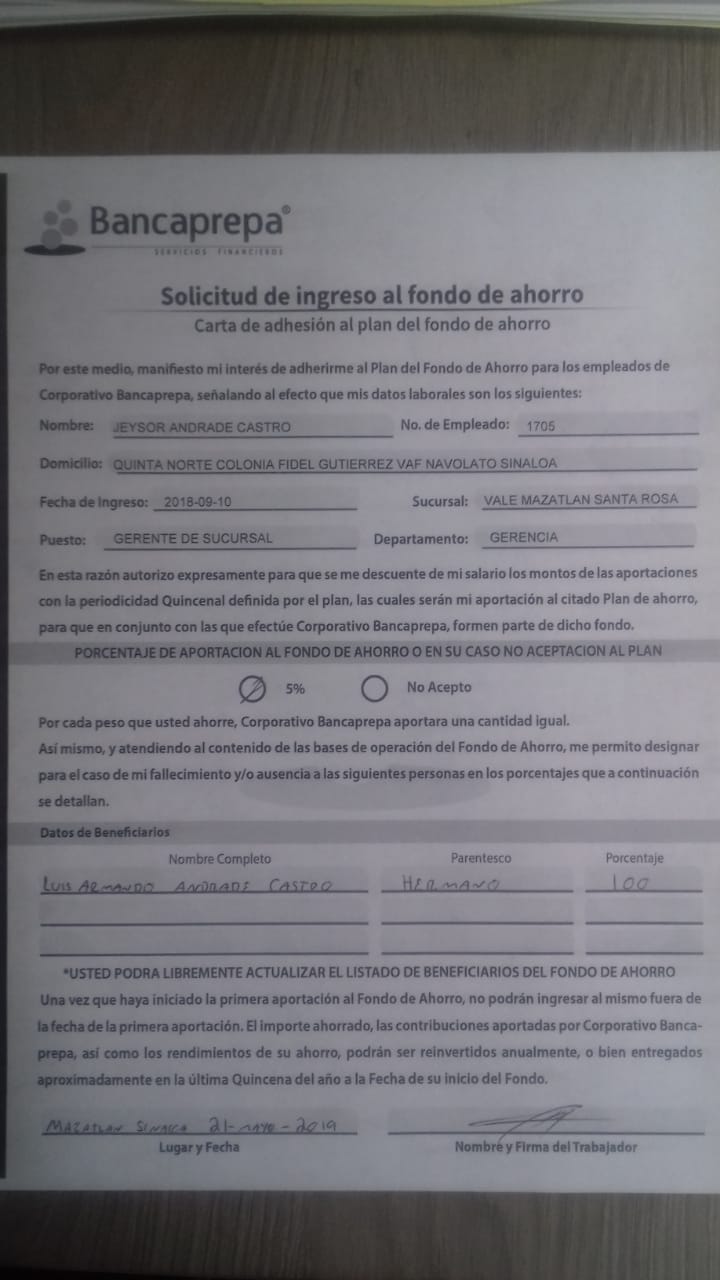 Bancaprepa®
SERVICIOS FINANCIEROS
Solicitud de ingreso al fondo de ahorro
Carta de adhesión al plan del fondo de ahorro
Por este medio, manifiesto mi interés de adherirme al Plan del Fondo de Ahorro para los empleados de
Corporativo Bancaprepa, señalando al efecto que mis datos laborales son los siguientes:
Nombre: JEYSOR ANDRADE CASTRO No. de Empleado: 1705
Domicilio: QUINTA NORTE COLONIA FIDEL GUTIERREZ VAF NAVOLATO SINALOA
Fecha de Ingreso: 2018-09-10 Sucursal: VALE MAZATLAN SANTA ROSA
Puesto: GERENTE DE SUCURSAL Departamento: GERENCIA
En esta razón autorizo expresamente para que se me descuente de mi salario los montos de las aportaciones
con la periodicidad Quincenal definida por el plan, las cuales serán mi aportación al citado Plan de ahorro,
para que en conjunto con las que efectúe Corporativo Bancaprepa, formen parte de dicho fondo.
PORCENTAJE DE APORTACION AL FONDO DE AHORRO O EN SU CASO NO ACEPTACION AL PLAN
5% No Acepto
Por cada peso que usted ahorre, Corporativo Bancaprepa aportara una cantidad igual.
Así mismo, y atendiendo al contenido de las bases de operación del Fondo de Ahorro, me permito designar
para el caso de mi fallecimiento y/o ausencia a las siguientes personas en los porcentajes que a continuación
se detallan.
Datos de Beneficiarios
Nombre Completo Parentesco Porcentaje
LUIS ARMANDO ANDRADE CASTRO HERMANO 100
*USTED PODRA LIBREMENTE ACTUALIZAR EL LISTADO DE BENEFICIARIOS DEL FONDO DE AHORRO
Una vez que haya iniciado la primera aportación al Fondo de Ahorro, no podrán ingresar al mismo fuera de
la fecha de la primera aportación. El importe ahorrado, las contribuciones aportadas por Corporativo Banca-
prepa, así como los rendimientos de su ahorro, podrán ser reinvertidos anualmente, o bien entregados
aproximadamente en la última Quincena del año a la Fecha de su inicio del Fondo.
MAZATLAN SINALOA 21-MAYO-2019
Lugar y Fecha Nombre y Firma del Trabajador